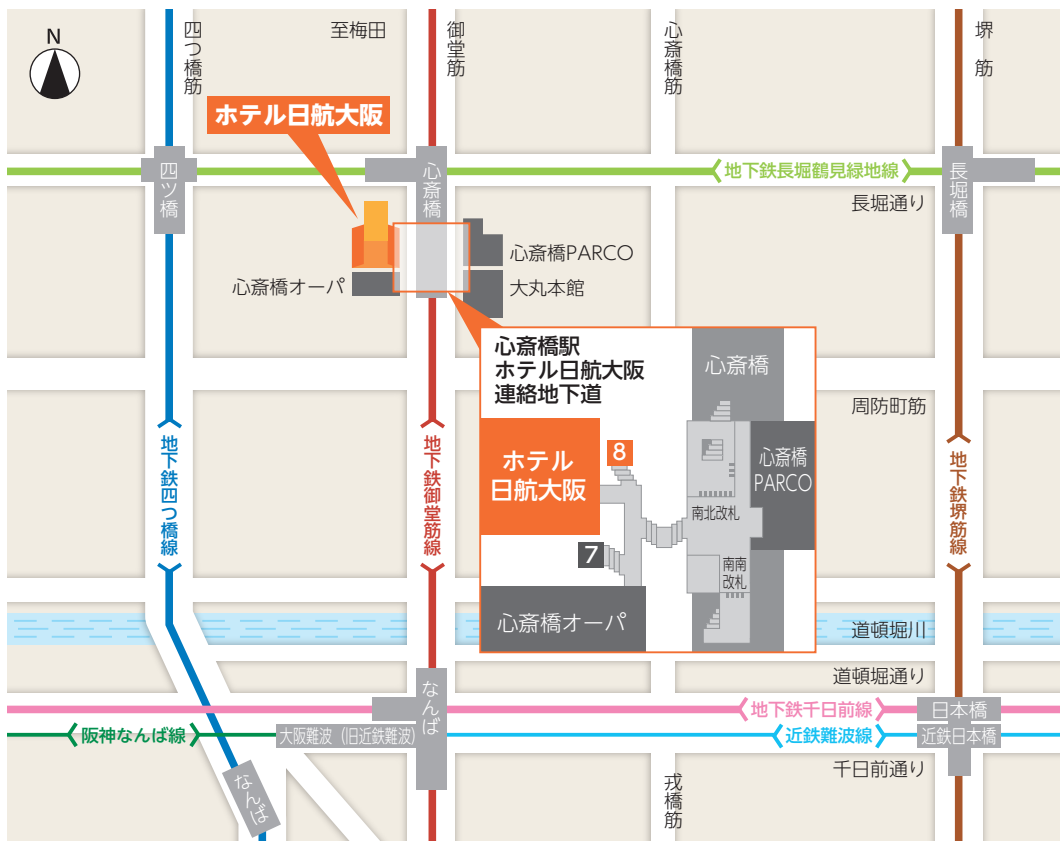 N
四つ橋筋
至梅田
御堂筋
心斎橋筋
堺筋
ホテル日航大阪
四ツ橋
心斎橋
地下鉄長堀鶴見緑地線
長堀橋
長堀通り
心斎橋PARCO
心斎橋オーパ
大丸本館
心斎橋駅
ホテル日航大阪
連絡地下道
心斎橋
ホテル
日航大阪
8
心斎橋
PARCO
南北改札
7
南南
改札
心斎橋オーパ
周防町筋
地下鉄四つ橋線
地下鉄御堂筋線
地下鉄堺筋線
道頓堀川
道頓堀通り
なんば
地下鉄千日前線
日本橋
阪神なんば線
大阪難波（旧近鉄難波）
近鉄難波線
近鉄日本橋
千日前通り
なんば
戎橋筋